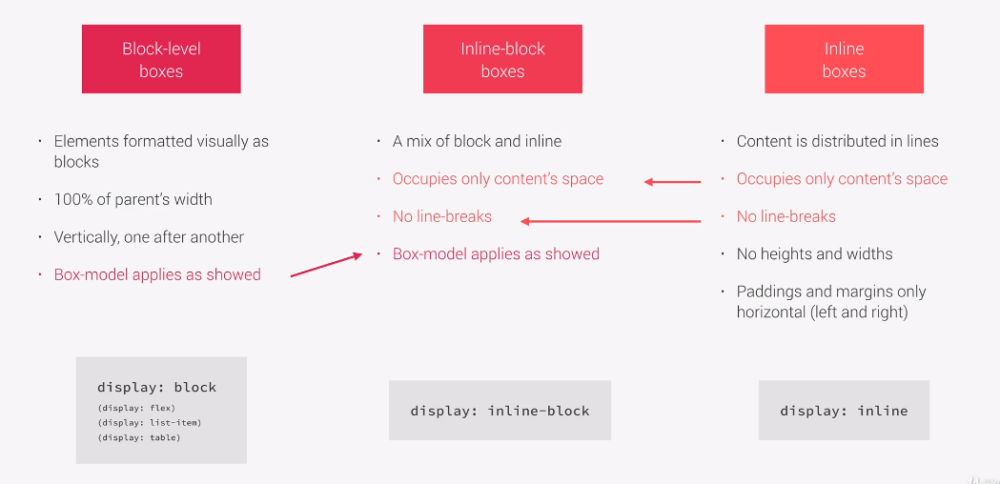 Block-level
boxes
Inline-block
boxes
Inline
boxes
• Elements formatted visually as
blocks
• 100% of parent's width
• Vertically, one after another
• Box-model applies as showed
• A mix of block and inline
• Occupies only content's space
• No line-breaks
• Box-model applies as showed
• Content is distributed in lines
• Occupies only content's space
• No line-breaks
• No heights and widths
• Paddings and margins only
horizontal (left and right)
display: block
(display: flex)
(display: list-item)
(display: table)
display: inline-block
display: inline